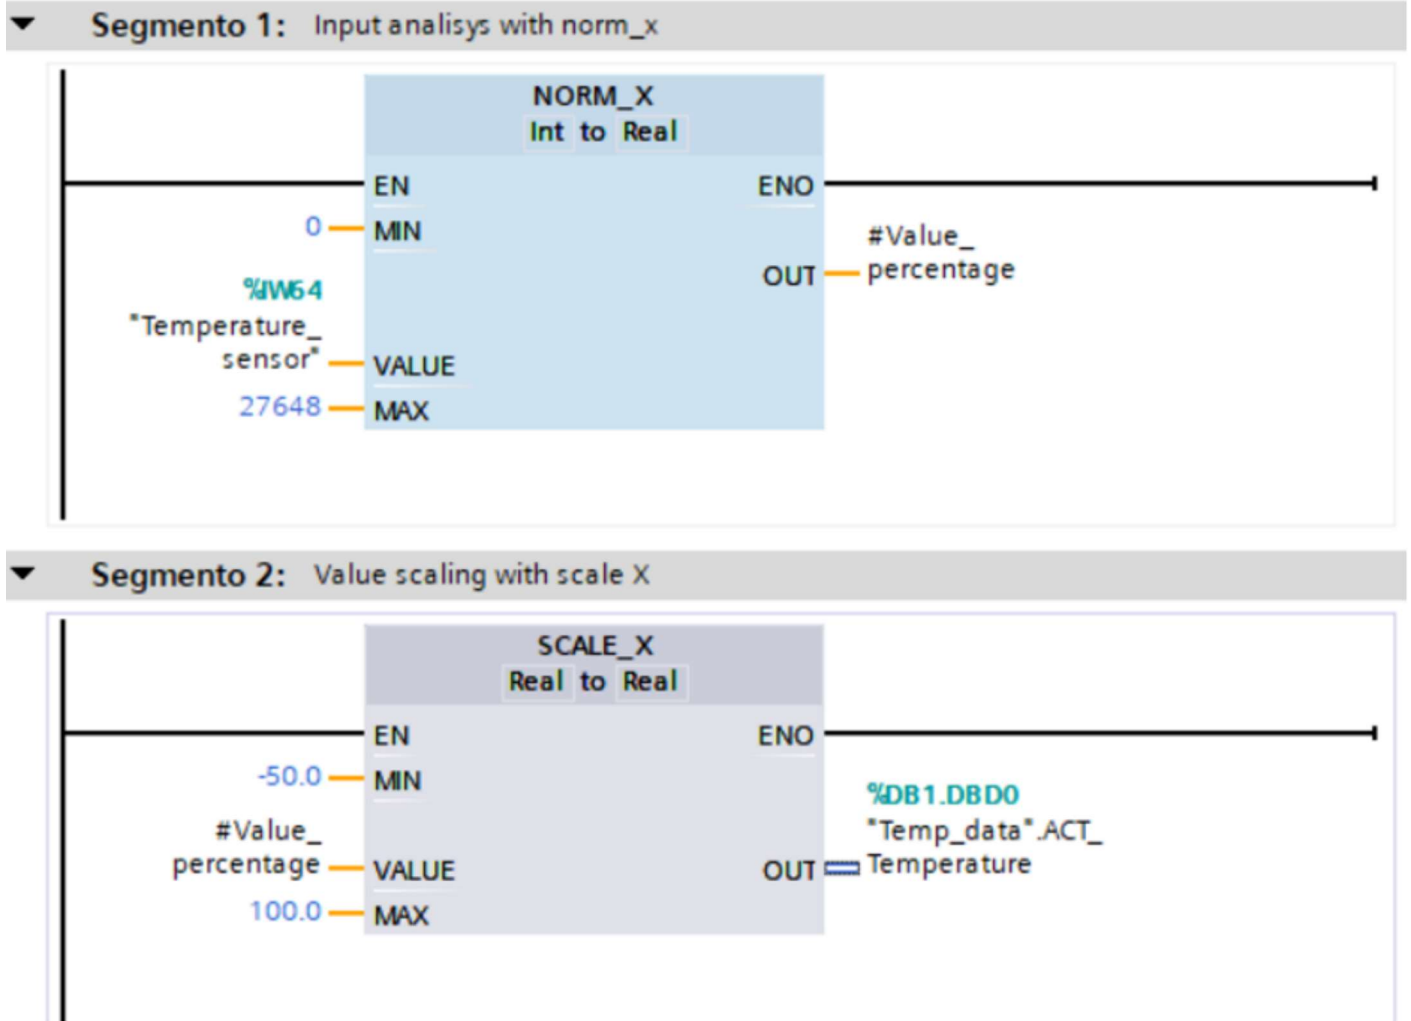 Segmento 1: Input analisys with norm_x
NORM_X
Int to Real
EN ENO
0 MIN
#Value_
percentage
OUT
%IW64
"Temperature_
sensor"
VALUE
27648 MAX
Segmento 2: Value scaling with scale X
SCALE_X
Real to Real
EN ENO
-50.0 MIN
%DB1.DBD0
"Temp_data".ACT_
Temperature
OUT
#Value_
percentage
VALUE
100.0 MAX